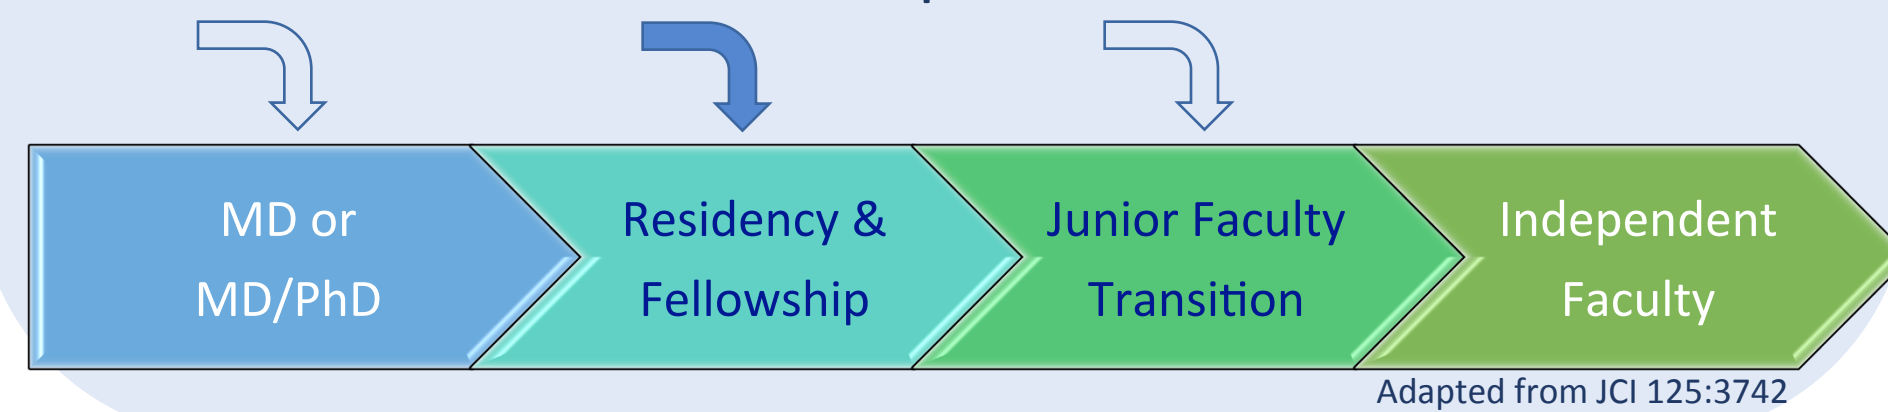 MD or
MD/PhD
Residency &
Fellowship
Junior Faculty
Transition
Independent
Faculty
Adapted from JCI 125:3742